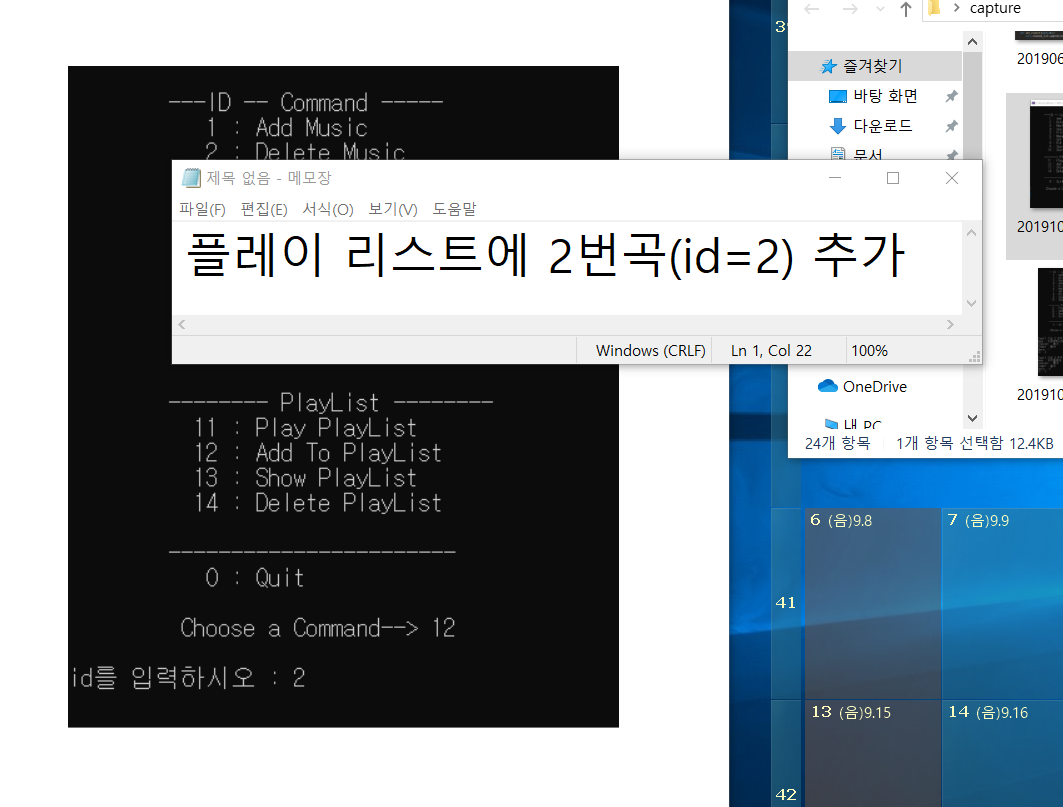 ---ID -- Command -----
1 : Add Music
2 : Delete Music
제목 없음 - 메모장
파일(F) 편집(E) 서식(O) 보기(V) 도움말
플레이 리스트에 2번곡(id=2) 추가
Windows (CRLF) Ln 1, Col 22 100%
-------- PlayList --------
11 : Play PlayList
12 : Add To PlayList
13 : Show PlayList
14 : Delete PlayList
-----------------------
0 : Quit
Choose a Command--> 12
id를 입력하시오 : 2
capture
즐겨찾기
바탕 화면
다운로드
문서
OneDrive
내 PC
201906
201910
201910
24개 항목 1개 항목 선택함 12.4KB
39
6 (음)9.8
7 (음)9.9
41
13 (음)9.15
14 (음)9.16
42